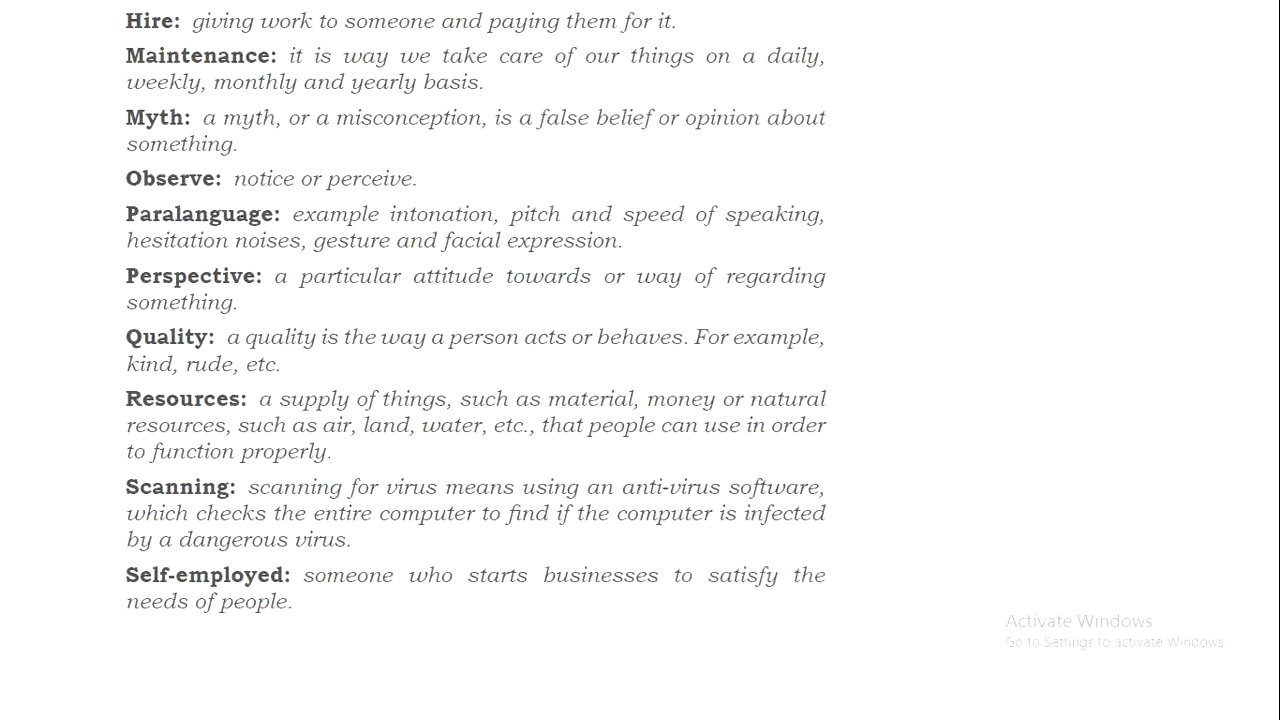 Hire: giving work to someone and paying them for it.
Maintenance: it is way we take care of our things on a daily,
weekly, monthly and yearly basis.
Myth: a myth, or a misconception, is a false belief or opinion about
something.
Observe: notice or perceive.
Paralanguage: example intonation, pitch and speed of speaking,
hesitation noises, gesture and facial expression.
Perspective: a particular attitude towards or way of regarding
something.
Quality: a quality is the way a person acts or behaves. For example,
kind, rude, etc.
Resources: a supply of things, such as material, money or natural
resources, such as air, land, water, etc., that people can use in order
to function properly.
Scanning: scanning for virus means using an anti-virus software,
which checks the entire computer to find if the computer is infected
by a dangerous virus.
Self-employed: someone who starts businesses to satisfy the
needs of people.
Activate Windows
Go to Settings to activate Windows.